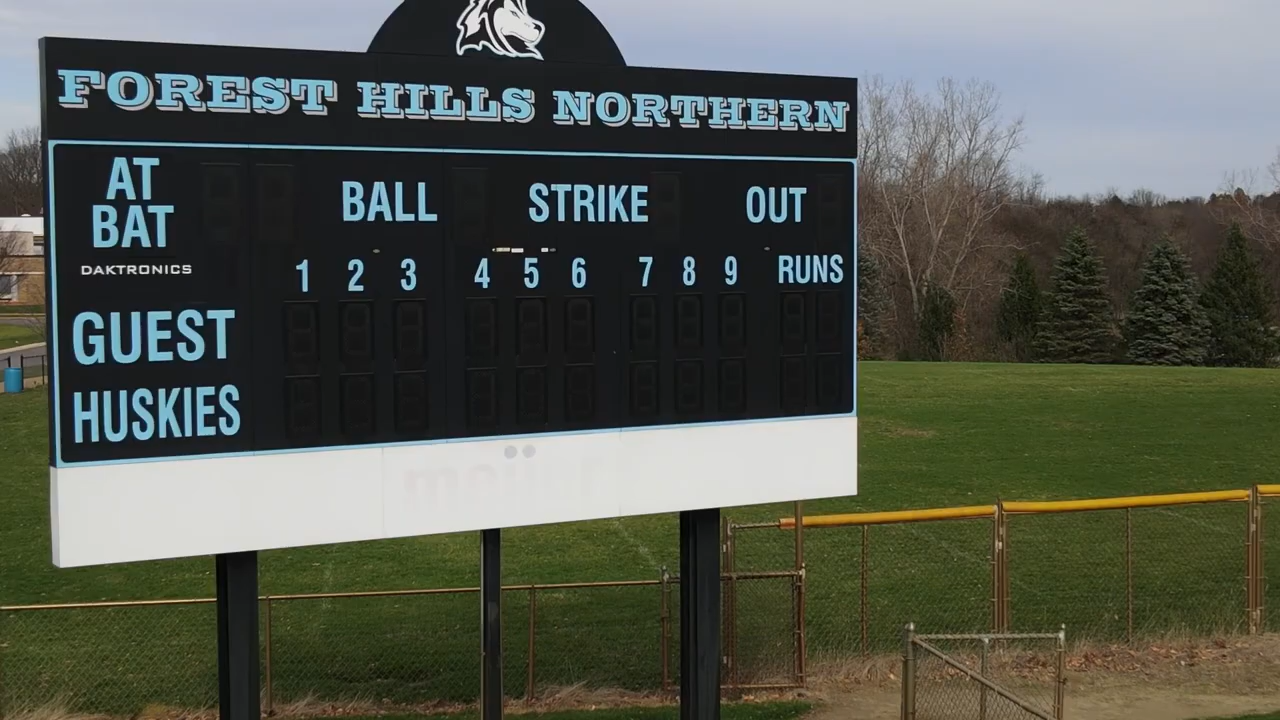 FOREST HILLS NORTHERN
AT BAT BALL STRIKE OUT
DAKTRONICS
1 2 3 4 5 6 7 8 9 RUNS
GUEST
HUSKIES
meijer